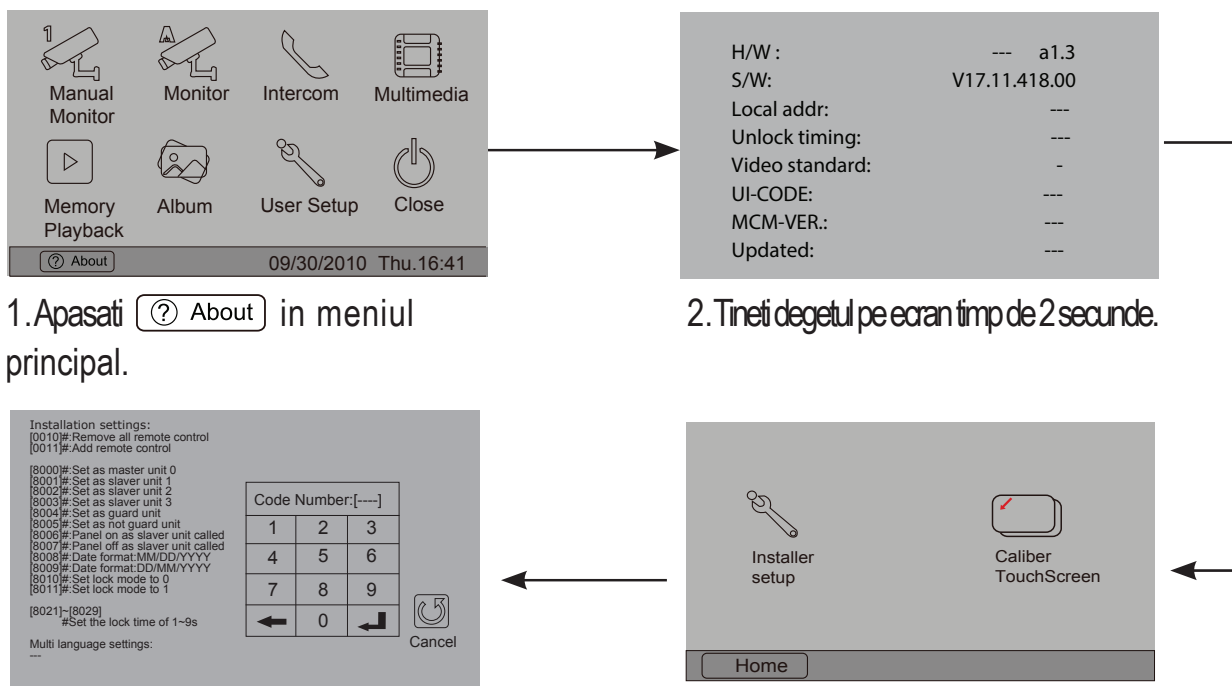 1
A
Manual
Monitor
Monitor
Intercom
Multimedia
Memory
Playback
Album
User Setup
Close
? About
09/30/2010 Thu.16:41
H/W : --- a1.3
S/W: V17.11.418.00
Local addr: ---
Unlock timing: ---
Video standard: -
UI-CODE: ---
MCM-VER.: ---
Updated: ---
1.Apasati ? About in meniul
principal.
2.Tineti degetul pe ecran timp de 2 secunde.
Installation settings:
[0010]#:Remove all remote control
[0011]#:Add remote control
[8000]#:Set as master unit 0
[8001]#:Set as slaver unit 1
[8002]#:Set as slaver unit 2
[8003]#:Set as slaver unit 3
[8004]#:Set as guard unit
[8005]#:Set as not guard unit
[8006]#:Panel on as slaver unit called
[8007]#:Panel off as slaver unit called
[8008]#:Date format:MM/DD/YYYY
[8009]#:Date format:DD/MM/YYYY
[8010]#:Set lock mode to 0
[8011]#:Set lock mode to 1
[8021]~[8029]
#Set the lock time of 1~9s
Multi language settings:
---
Code Number:[----]
1 2 3
4 5 6
7 8 9
0
Cancel
Installer
setup
Caliber
TouchScreen
Home